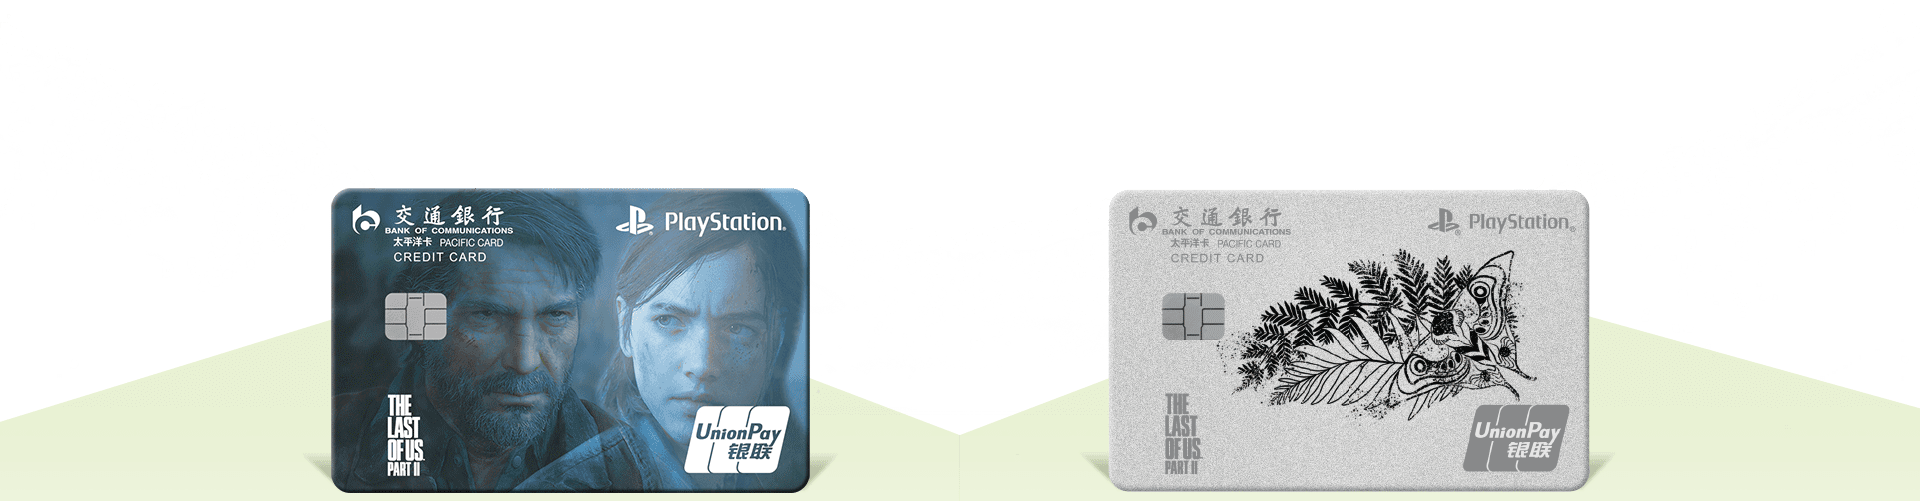 交通銀行
BANK OF COMMUNICATIONS
太平洋卡 PACIFIC CARD
CREDIT CARD
PlayStation®
THE
LAST
OF US
PART II
UnionPay
银联
交通銀行
BANK OF COMMUNICATIONS
太平洋卡 PACIFIC CARD
CREDIT CARD
PlayStation®
THE
LAST
OF US
PART II
UnionPay
银联